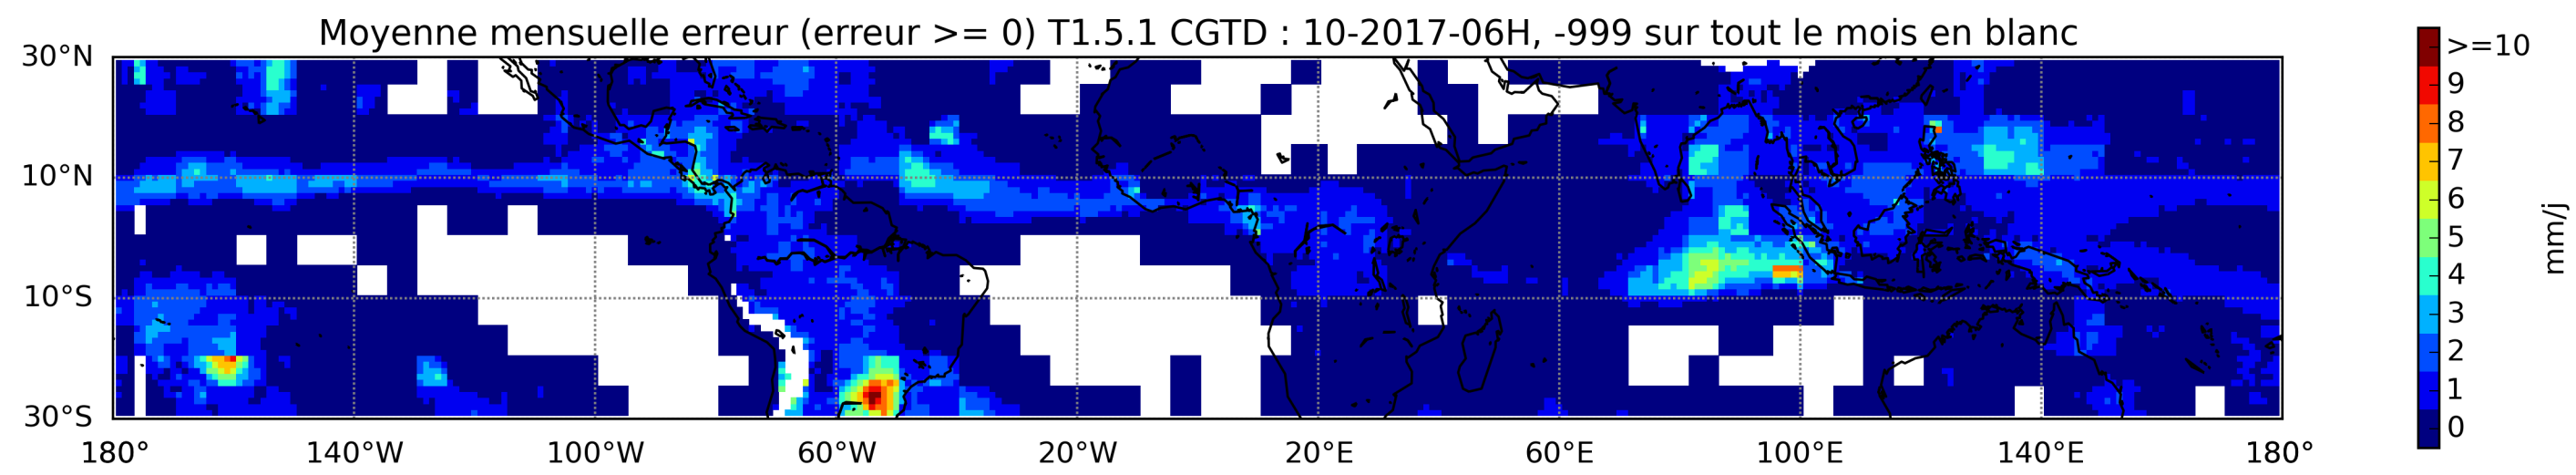 Moyenne mensuelle erreur (erreur >= 0) T1.5.1 CGTD : 10-2017-06H, -999 sur tout le mois en blanc
30°N
10°N
10°S
30°S
180° 140°W 100°W 60°W 20°W 20°E 60°E 100°E 140°E 180°
>=10
9
8
7
6
5
4
3
2
1
0
mm/j